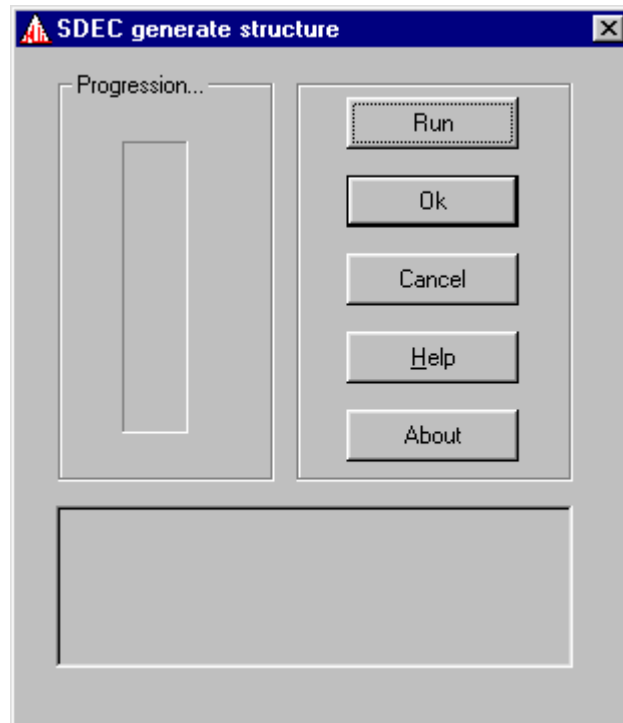 SDEC generate structure
Progression...
Run
Ok
Cancel
Help
About